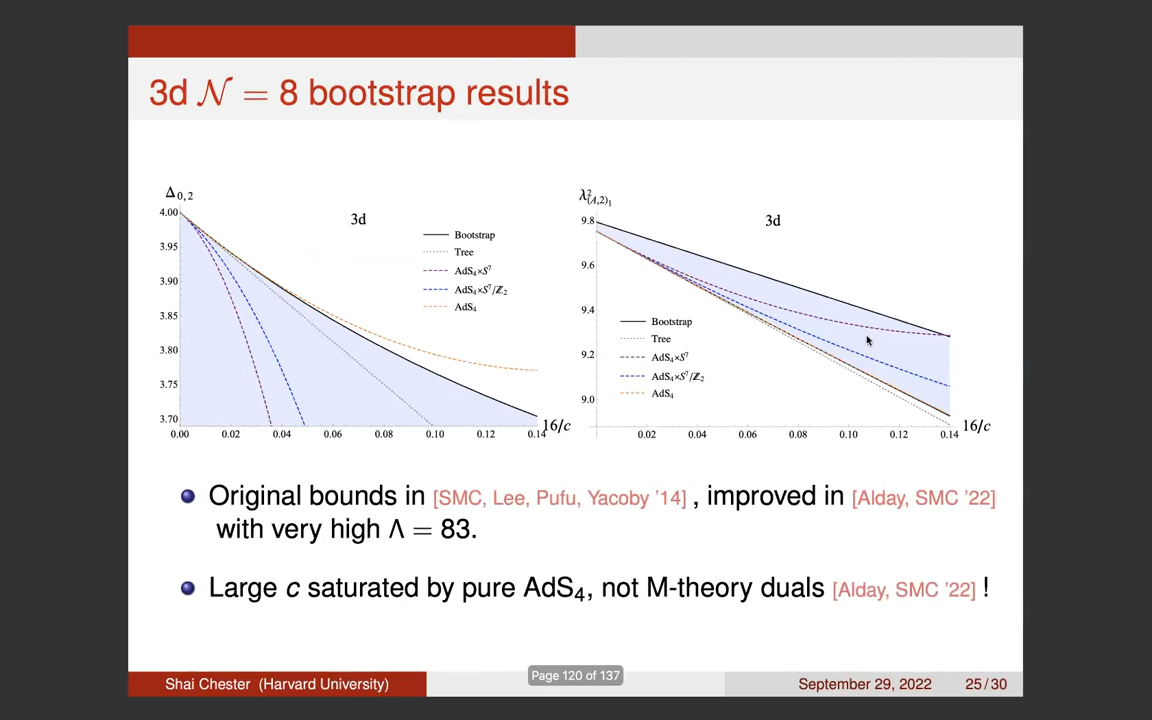 3d 𝒩 = 8 bootstrap results
Δ0,2
3d
4.00
3.95
3.90
3.85
3.80
3.75
3.70
0.00 0.02 0.04 0.06 0.08 0.10 0.12 0.14
16/c
Bootstrap
Tree
AdS4×S⁷
AdS4×S⁷/ℤ2
AdS4
λ²(A,2)1
3d
9.8
9.6
9.4
9.2
9.0
0.02 0.04 0.06 0.08 0.10 0.12 0.14
16/c
Bootstrap
Tree
AdS4×S⁷
AdS4×S⁷/ℤ2
AdS4
Original bounds in [SMC, Lee, Pufu, Yacoby '14] , improved in [Alday, SMC '22]
with very high Λ = 83.
Large c saturated by pure AdS4, not M-theory duals [Alday, SMC '22] !
Page 120 of 137
Shai Chester (Harvard University) September 29, 2022 25/30